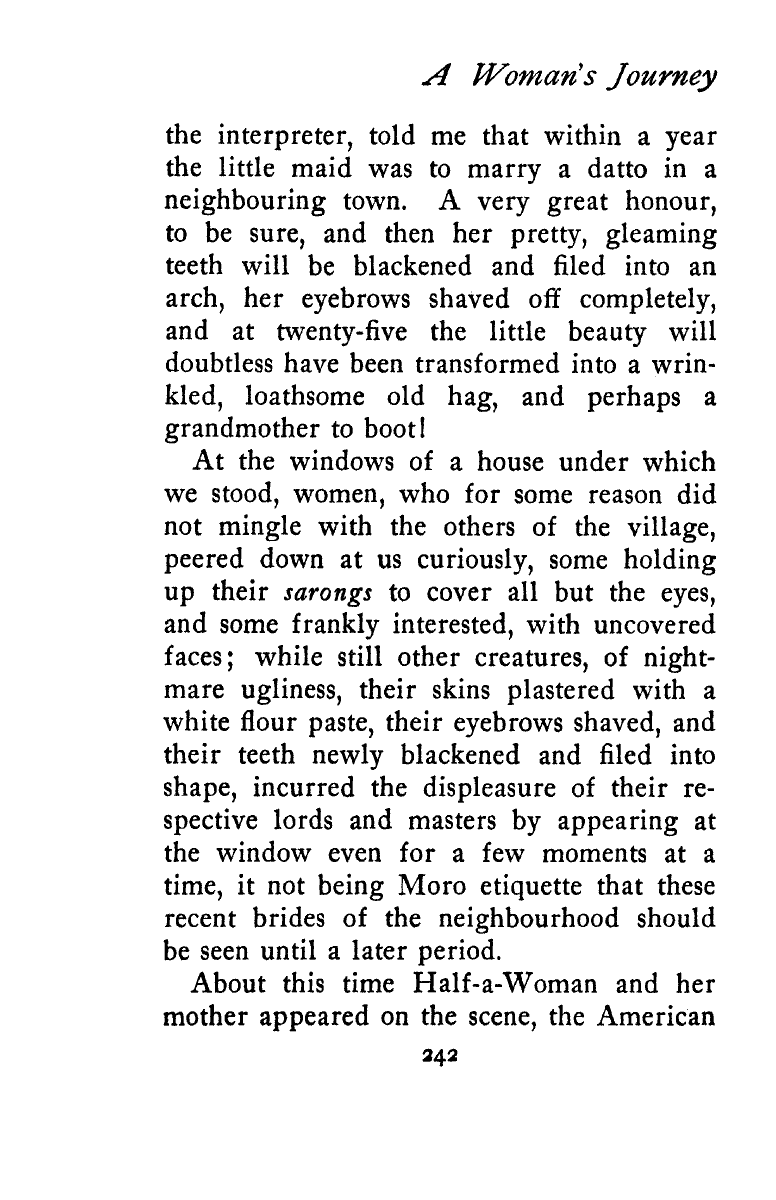 A Woman's Journey
the interpreter, told me that within a year
the little maid was to marry a datto in a
neighbouring town. A very great honour,
to be sure, and then her pretty, gleaming
teeth will be blackened and filed into an
arch, her eyebrows shaved off completely,
and at twenty-five the little beauty will
doubtless have been transformed into a wrin-
kled, loathsome old hag, and perhaps a
grandmother to boot!
At the windows of a house under which
we stood, women, who for some reason did
not mingle with the others of the village,
peered down at us curiously, some holding
up their sarongs to cover all but the eyes,
and some frankly interested, with uncovered
faces; while still other creatures, of night-
mare ugliness, their skins plastered with a
white flour paste, their eyebrows shaved, and
their teeth newly blackened and filed into
shape, incurred the displeasure of their re-
spective lords and masters by appearing at
the window even for a few moments at a
time, it not being Moro etiquette that these
recent brides of the neighbourhood should
be seen until a later period.
About this time Half-a-Woman and her
mother appeared on the scene, the American
242